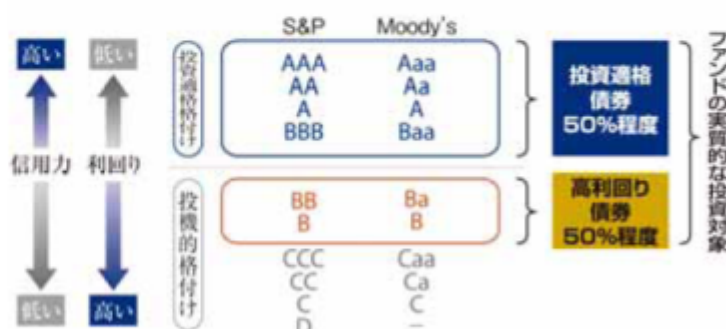 S&P Moody's
高い 低い
信用力 利回り
低い 高い
投資適格格付け
AAA Aaa
AA Aa
A A
BBB Baa
投機的格付け
BB Ba
B B
CCC Caa
CC Ca
C C
D –
投資適格
債券
50%程度
高利回り
債券
50%程度
ファンドの実質的な投資対象